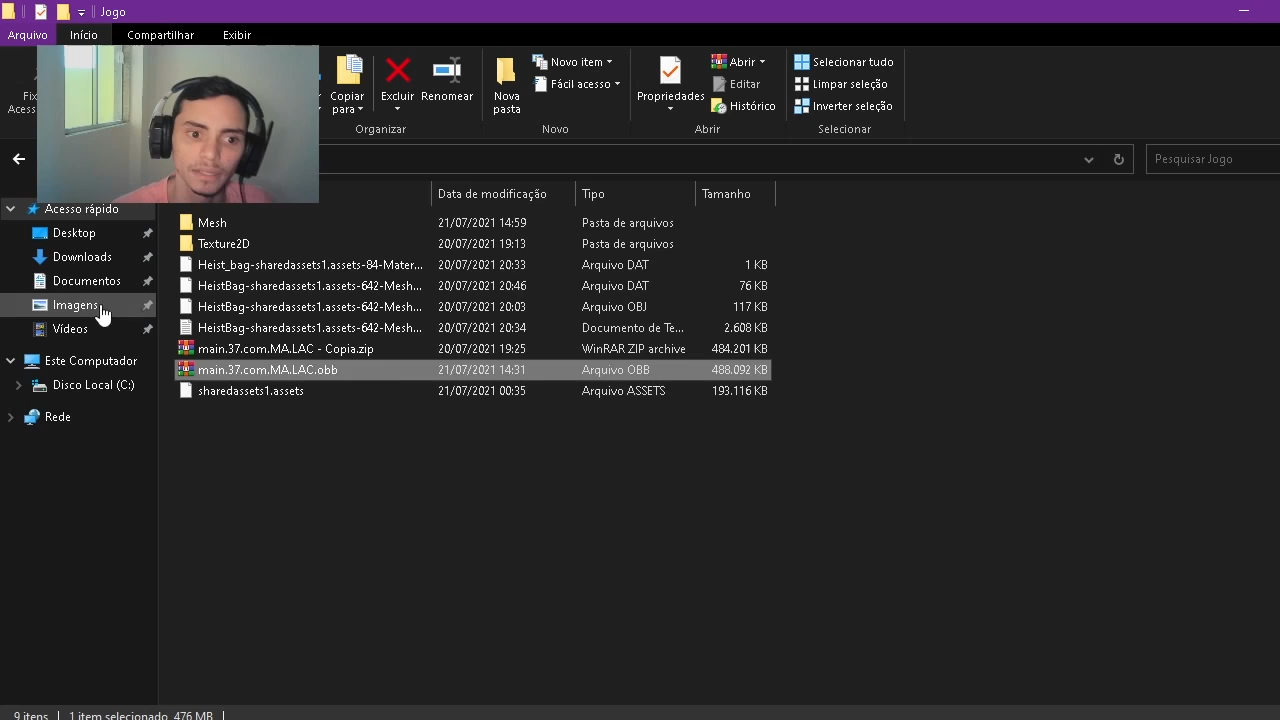 Jogo
Arquivo Início Compartilhar Exibir
Copiar para Excluir Renomear Nova pasta Novo item Fácil acesso Propriedades Abrir Editar Histórico Selecionar tudo Limpar seleção Inverter seleção
Organizar Novo Abrir Selecionar
Pesquisar Jogo
Data de modificação Tipo Tamanho
Acesso rápido
Desktop
Downloads
Documentos
Imagens
Vídeos
Este Computador
Disco Local (C:)
Rede
Mesh 21/07/2021 14:59 Pasta de arquivos
Texture2D 20/07/2021 19:13 Pasta de arquivos
Heist_bag-sharedassets1.assets-84-Mater... 20/07/2021 20:33 Arquivo DAT 1 KB
HeistBag-sharedassets1.assets-642-Mesh... 20/07/2021 20:46 Arquivo DAT 76 KB
HeistBag-sharedassets1.assets-642-Mesh... 20/07/2021 20:03 Arquivo OBJ 117 KB
HeistBag-sharedassets1.assets-642-Mesh... 20/07/2021 20:34 Documento de Te... 2.608 KB
main.37.com.MA.LAC - Copia.zip 20/07/2021 19:25 WinRAR ZIP archive 484.201 KB
main.37.com.MA.LAC.obb 21/07/2021 14:31 Arquivo OBB 488.092 KB
sharedassets1.assets 21/07/2021 00:35 Arquivo ASSETS 193.116 KB
9 itens 1 item selecionado 476 MB